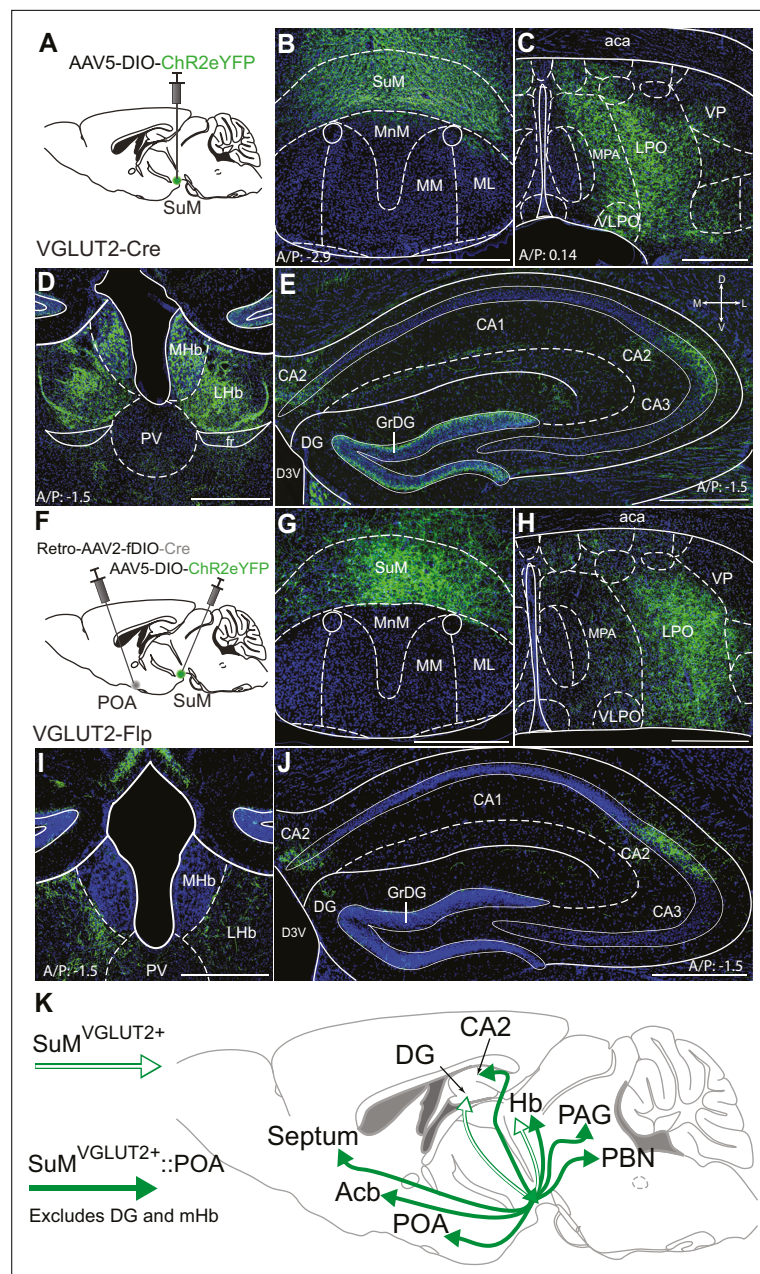 A
AAV5-DIO-ChR2eYFP
SuM
VGLUT2-Cre
B
SuM
MnM
MM
ML
A/P: -2.9
C
aca
VP
LPO
MPA
VLPO
A/P: 0.14
D
MHb
LHb
PV
fr
A/P: -1.5
E
D
M
L
V
CA1
CA2
CA2
CA3
DG
GrDG
D3V
A/P: -1.5
F
Retro-AAV2-fDIO-Cre
AAV5-DIO-ChR2eYFP
POA
SuM
VGLUT2-Flp
G
SuM
MnM
MM
ML
H
aca
VP
LPO
MPA
VLPO
I
MHb
LHb
PV
A/P: -1.5
J
CA1
CA2
CA2
CA3
DG
GrDG
D3V
A/P: -1.5
K
SuM^VGLUT2+
SuM^VGLUT2+::POA
Excludes DG and mHb
CA2
DG
Hb
PAG
PBN
Septum
Acb
POA